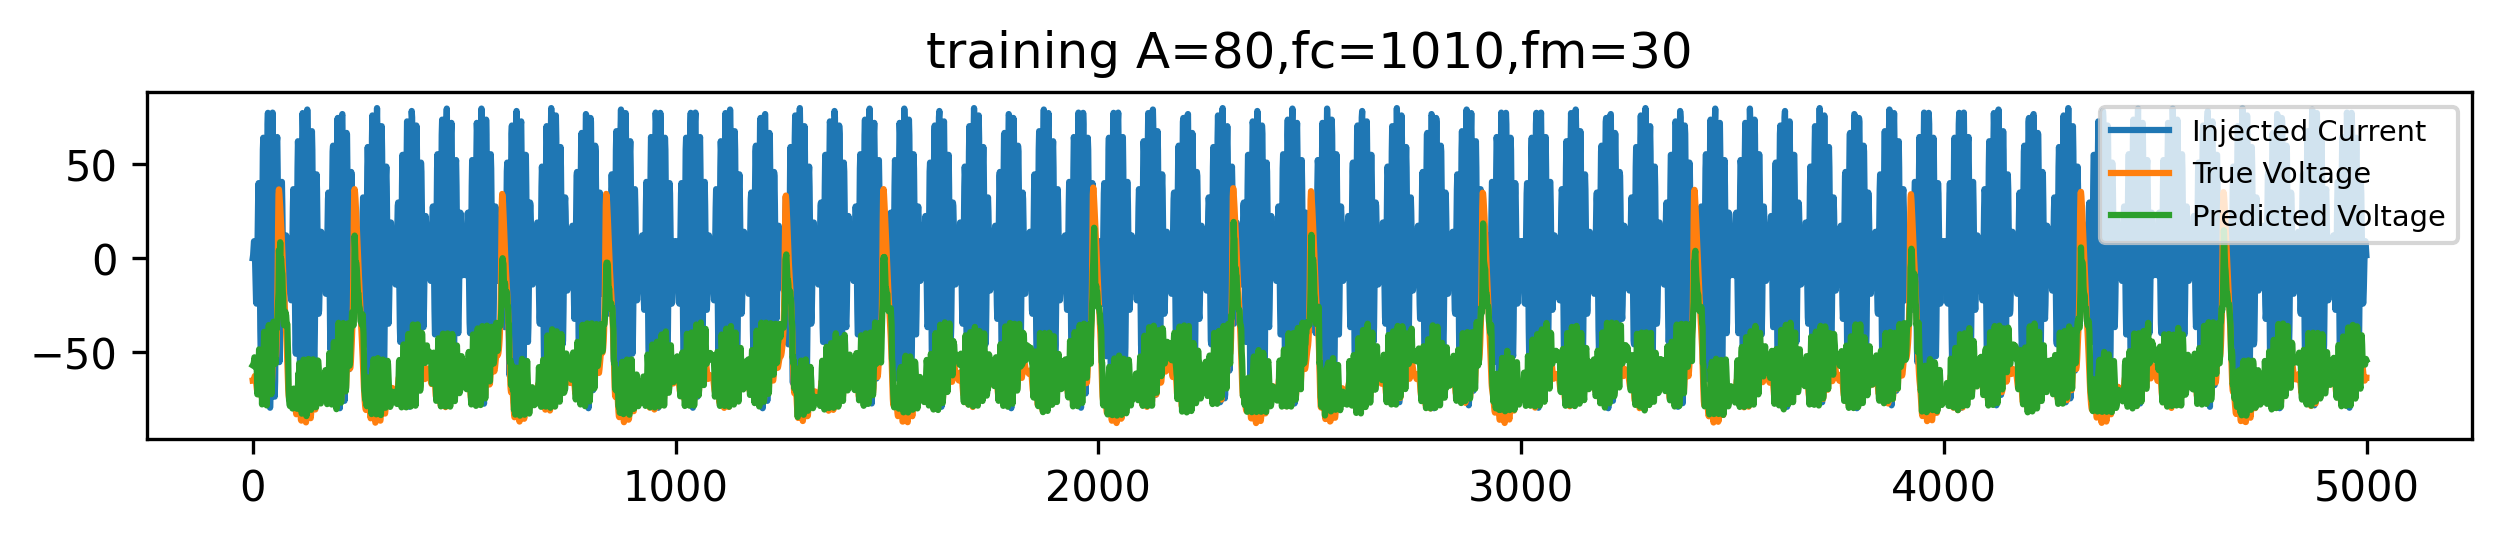 training A=80,fc=1010,fm=30
50
0
−50
Injected Current
True Voltage
Predicted Voltage
0 1000 2000 3000 4000 5000